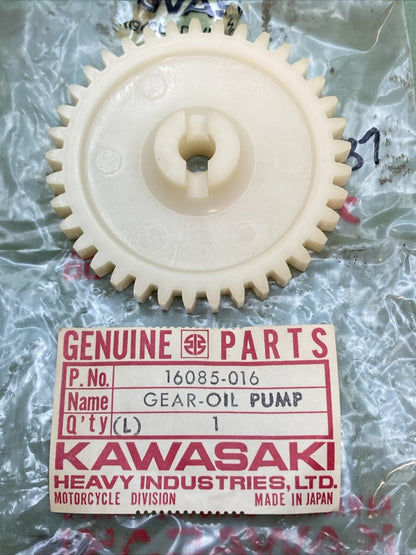 37
GENUINE PARTS
P.No. 16085-016
Name GEAR-OIL PUMP
Q'ty (L) 1
KAWASAKI
HEAVY INDUSTRIES, LTD.
MOTORCYCLE DIVISION MADE IN JAPAN